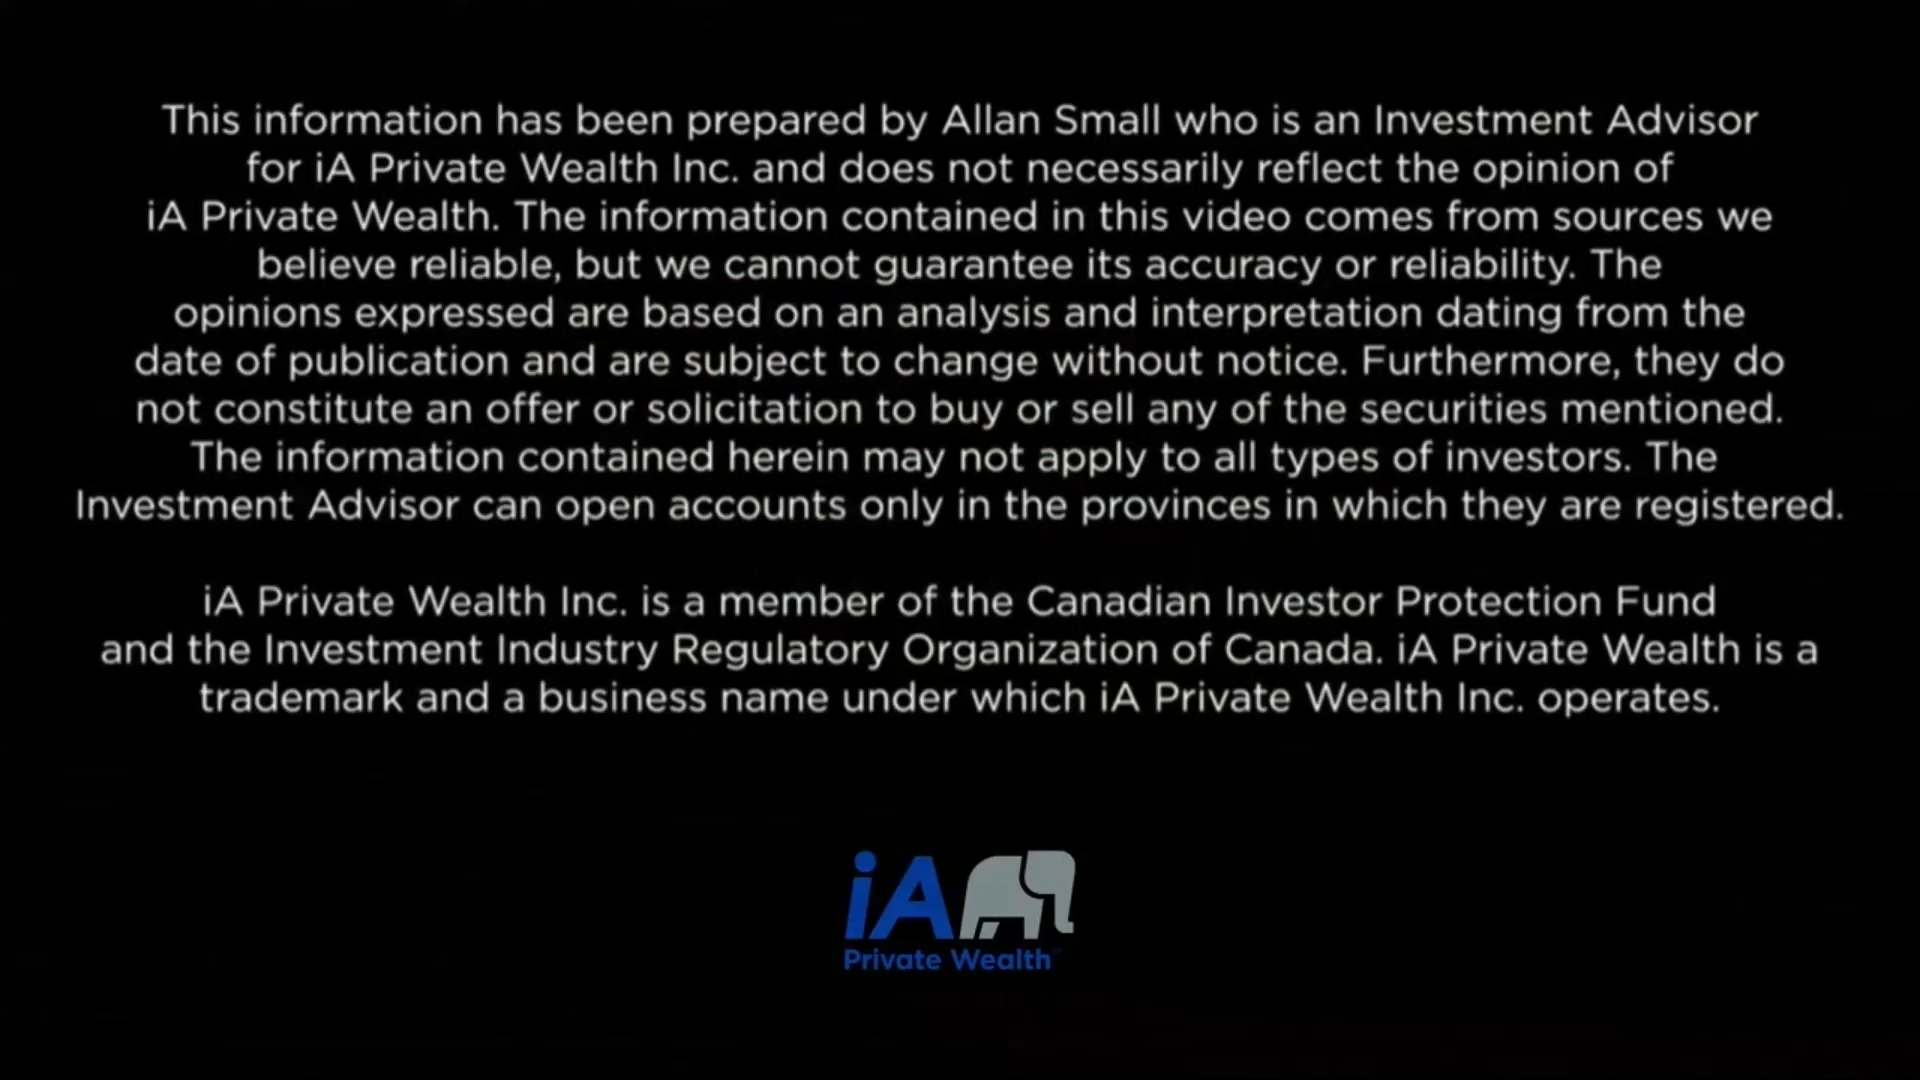 This information has been prepared by Allan Small who is an Investment Advisor
for iA Private Wealth Inc. and does not necessarily reflect the opinion of
iA Private Wealth. The information contained in this video comes from sources we
believe reliable, but we cannot guarantee its accuracy or reliability. The
opinions expressed are based on an analysis and interpretation dating from the
date of publication and are subject to change without notice. Furthermore, they do
not constitute an offer or solicitation to buy or sell any of the securities mentioned.
The information contained herein may not apply to all types of investors. The
Investment Advisor can open accounts only in the provinces in which they are registered.
iA Private Wealth Inc. is a member of the Canadian Investor Protection Fund
and the Investment Industry Regulatory Organization of Canada. iA Private Wealth is a
trademark and a business name under which iA Private Wealth Inc. operates.
iA
Private Wealth